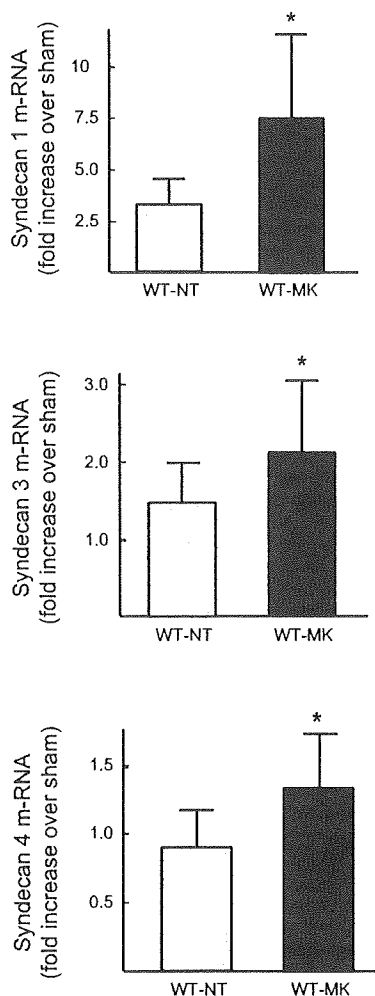 Syndecan 1 m-RNA
(fold increase over sham)
10
7.5
5.0
2.5
*
WT-NT WT-MK
Syndecan 3 m-RNA
(fold increase over sham)
3.0
2.0
1.0
*
WT-NT WT-MK
Syndecan 4 m-RNA
(fold increase over sham)
1.5
1.0
0.5
*
WT-NT WT-MK